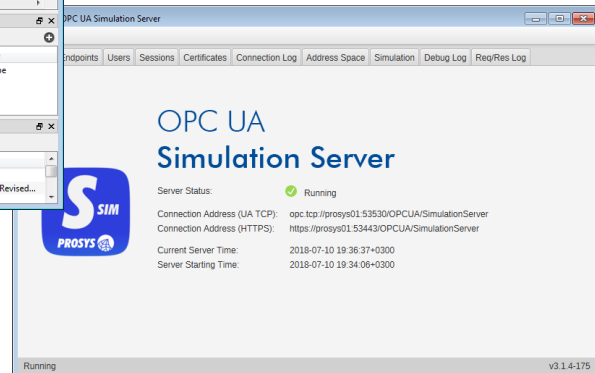 OPC UA Simulation Server
Endpoints Users Sessions Certificates Connection Log Address Space Simulation Debug Log Req/Res Log
OPC UA
Simulation Server
Server Status: Running
Connection Address (UA TCP): opc.tcp://prosys01:53530/OPCUA/SimulationServer
Connection Address (HTTPS): https://prosys01:53443/OPCUA/SimulationServer
Current Server Time: 2018-07-10 19:36:37+0300
Server Starting Time: 2018-07-10 19:34:06+0300
Revised...
S SIM
PROSYS
Running
v3.1.4-175